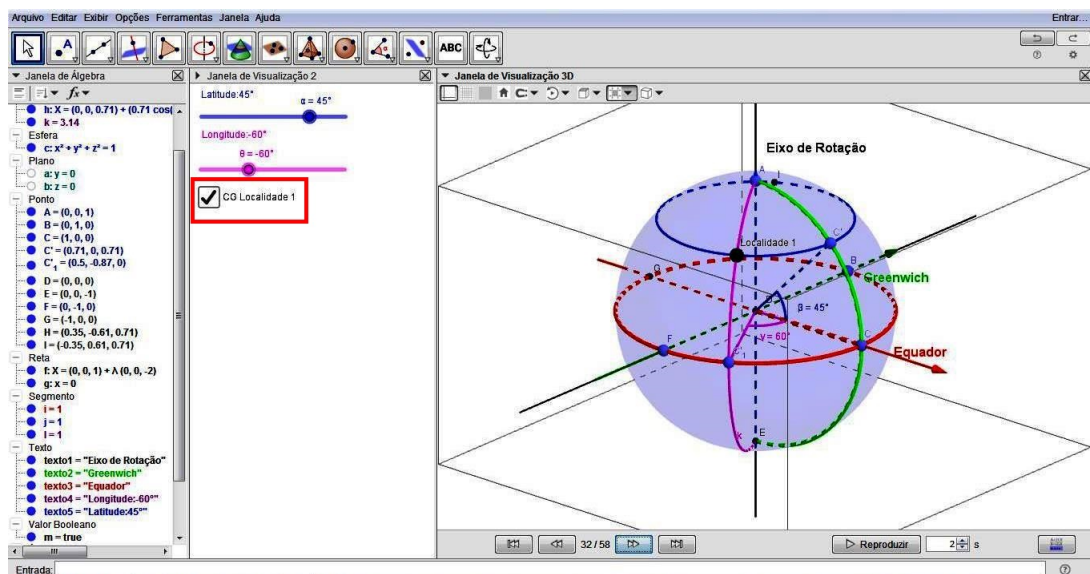 Arquivo Editar Exibir Opções Ferramentas Janela Ajuda
Entrar...
ABC
Janela de Álgebra
Janela de Visualização 2
Janela de Visualização 3D
h: X = (0, 0, 0.71) + (0.71 cos(
k = 3.14
Esfera
c: x² + y² + z² = 1
Plano
a: y = 0
b: z = 0
Ponto
A = (0, 0, 1)
B = (0, 1, 0)
C = (1, 0, 0)
C' = (0.71, 0, 0.71)
C'₁ = (0.5, -0.87, 0)
D = (0, 0, 0)
E = (0, 0, -1)
F = (0, -1, 0)
G = (-1, 0, 0)
H = (0.35, -0.61, 0.71)
I = (-0.35, 0.61, 0.71)
Reta
f: X = (0, 0, 1) + λ (0, 0, -2)
g: x = 0
Segmento
i = 1
j = 1
l = 1
Texto
texto1 = "Eixo de Rotação"
texto2 = "Greenwich"
texto3 = "Equador"
texto4 = "Longitude:-60º"
texto5 = "Latitude:45º"
Valor Booleano
m = true
Latitude:45°
α = 45°
Longitude:-60°
θ = -60°
CG Localidade 1
Eixo de Rotação
A
I
Localidade 1
C'
B
Greenwich
G
D
β = 45°
γ = 60°
F
C
C'₁
Equador
k
E
32 / 58
Reproduzir
2
s
Entrada: